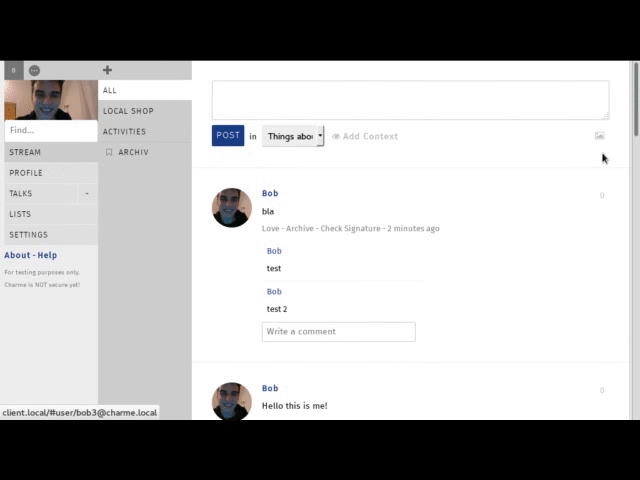 8
ALL
Find...
LOCAL SHOP
ACTIVITIES
ARCHIV
STREAM
PROFILE
TALKS
LISTS
SETTINGS
About - Help
For testing purposes only.
Charme is NOT secure yet!
POST in Things abou Add Context
Bob 0
bla
Love - Archive - Check Signature - 2 minutes ago
Bob
test
Bob
test 2
Write a comment
Bob 0
Hello this is me!
client.local/#user/bob3@charme.local